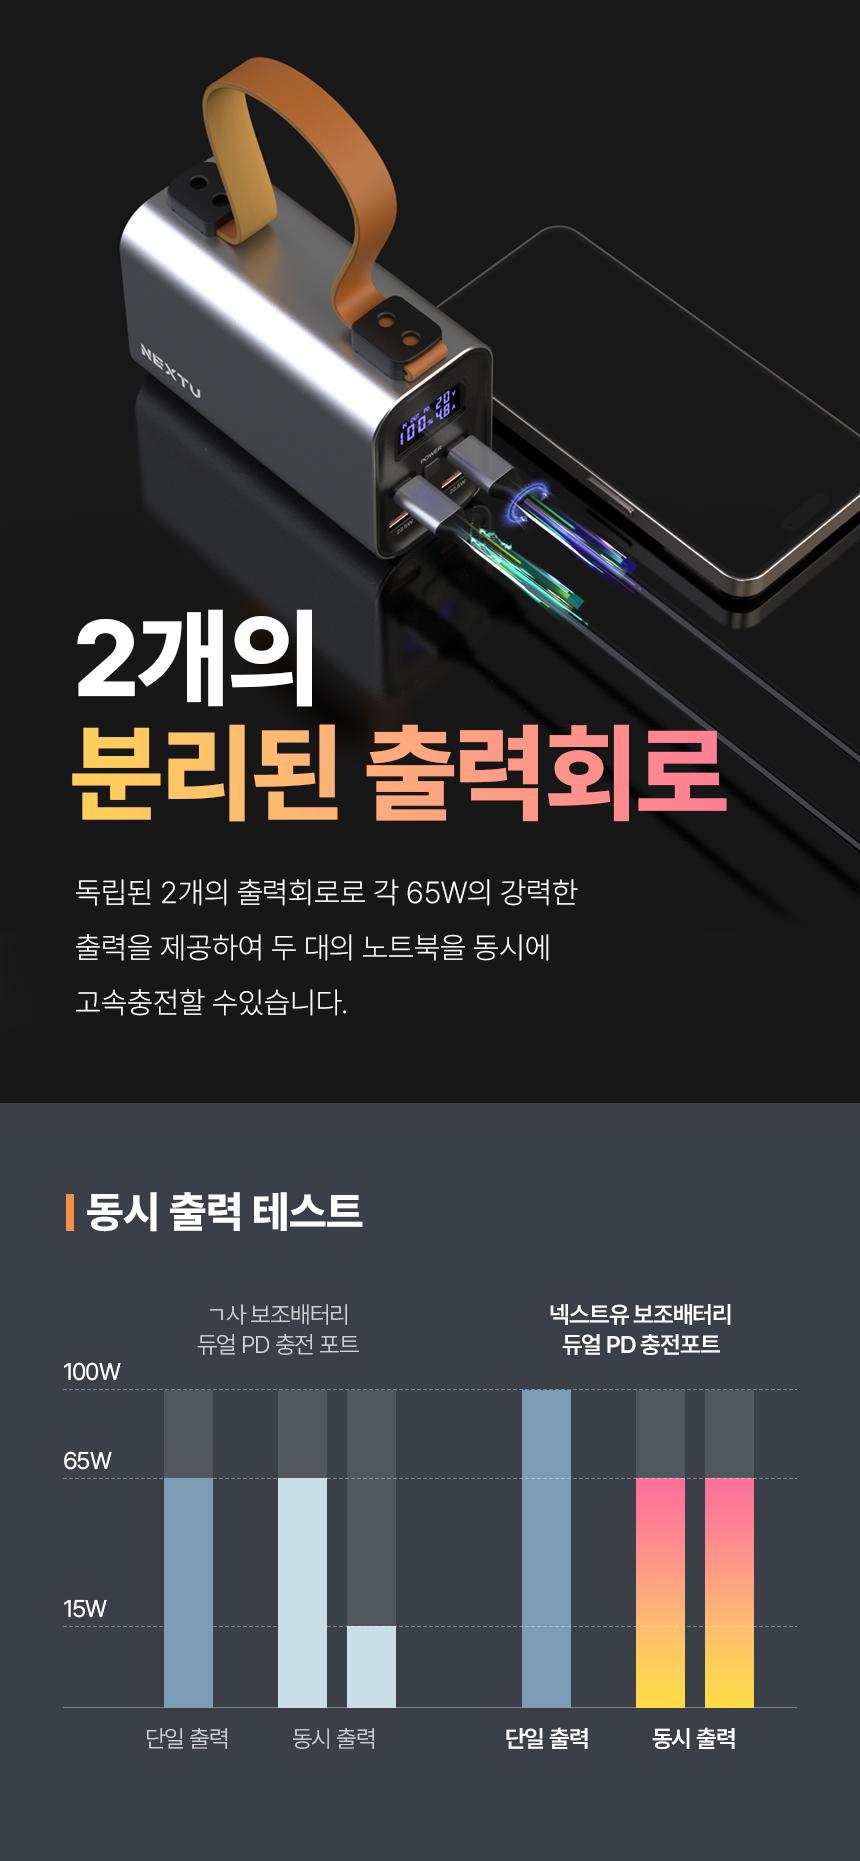 NEXTU
20V
100% 4.8A
POWER
22.5W
22.5W
2개의
분리된 출력회로
독립된 2개의 출력회로로 각 65W의 강력한
출력을 제공하여 두 대의 노트북을 동시에
고속충전할 수있습니다.
동시 출력 테스트
ㄱ사 보조배터리
듀얼 PD 충전 포트
넥스트유 보조배터리
듀얼 PD 충전포트
100W
65W
15W
단일 출력
동시 출력
단일 출력
동시 출력